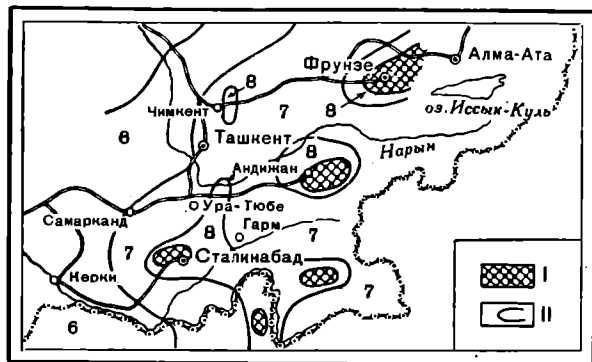 Фрунзе
Алма-Ата
8
Чимкент
8
7
оз. Иссык-Куль
6
Ташкент
Нарын
8
Андижан
Ура-Тюбе
Самарканд
Гарм
8
7
7
Сталинабад
Керки
7
6
I
II